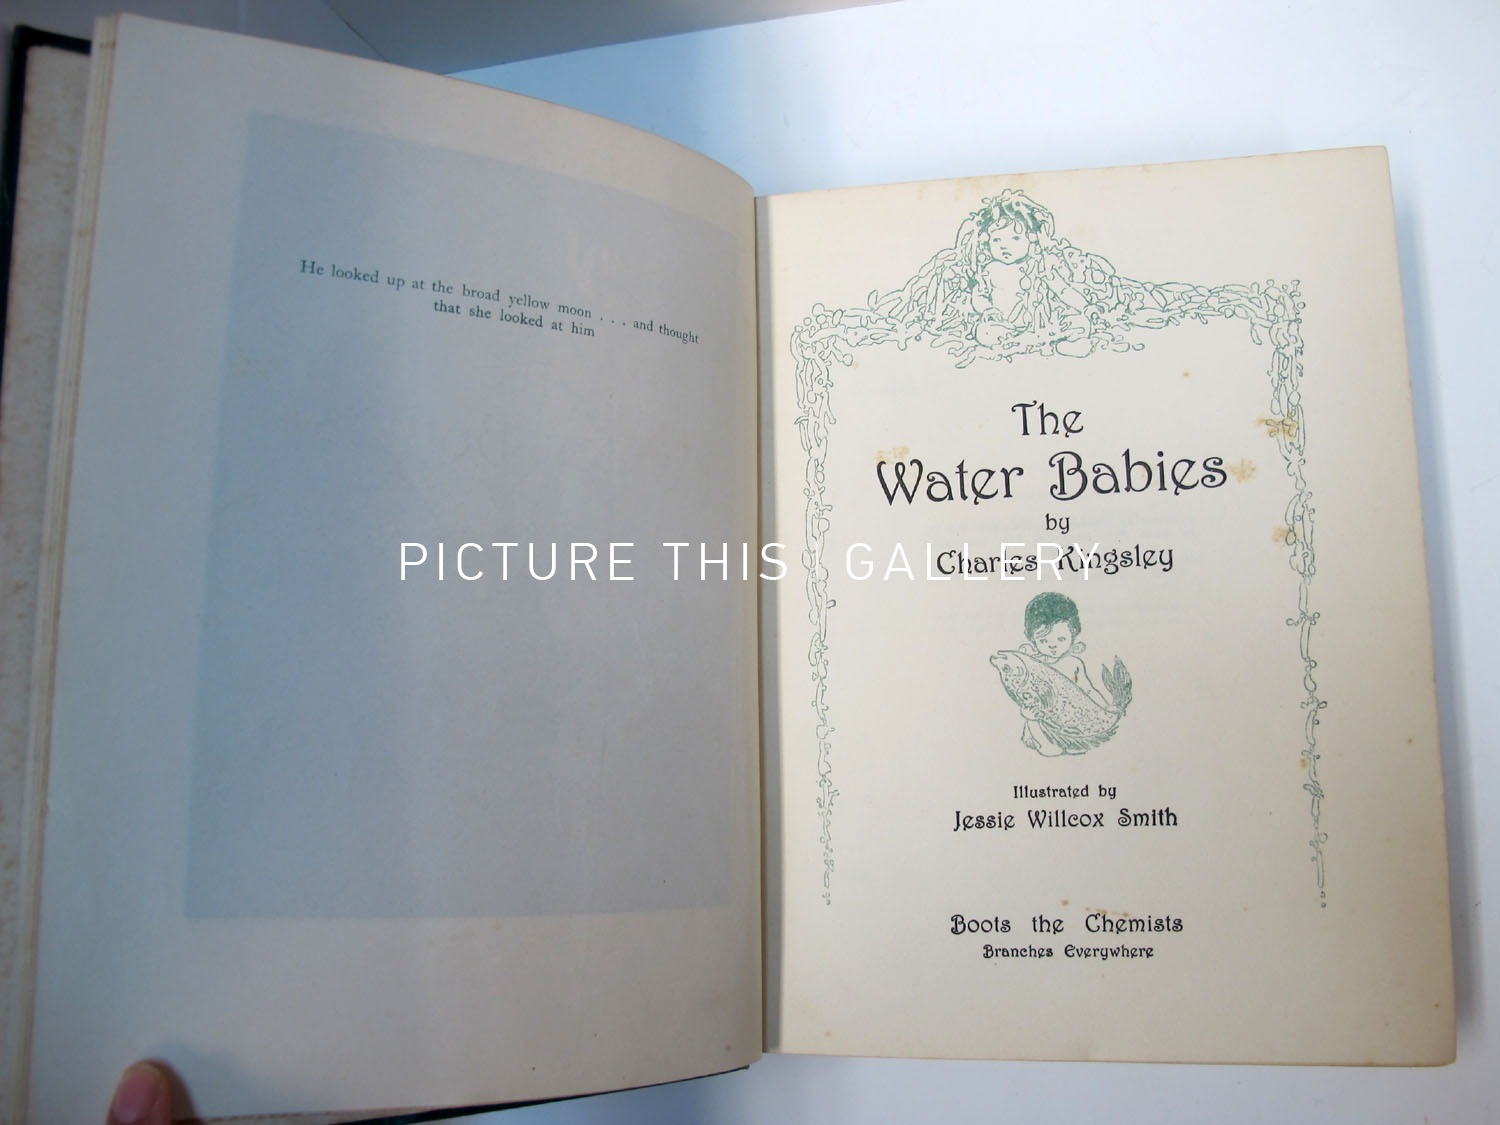 He looked up at the broad yellow moon . . . and thought
that she looked at him
The
Water Babies
by
Charles Kingsley
Illustrated by
Jessie Willcox Smith
Boots the Chemists
Branches Everywhere
PICTURE THIS GALLERY